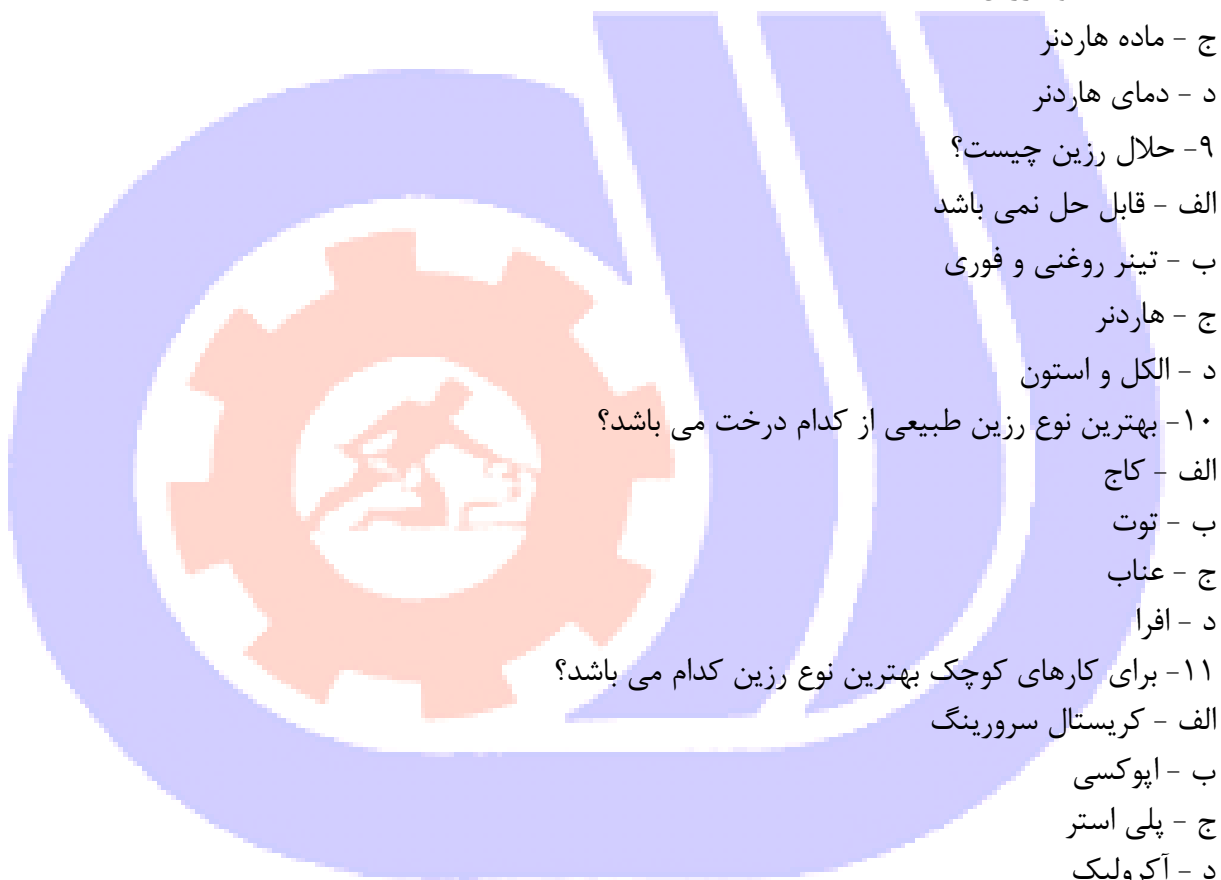 ج - ماده هاردنر
د - دمای هاردنر
۹- حلال رزین چیست؟
الف - قابل حل نمی باشد
ب - تینر روغنی و فوری
ج - هاردنر
د - الکل و استون
۱۰- بهترین نوع رزین طبیعی از کدام درخت می باشد؟
الف - کاج
ب - توت
ج - عناب
د - افرا
۱۱- برای کارهای کوچک بهترین نوع رزین کدام می باشد؟
الف - کریستال سرورینگ
ب - اپوکسی
ج - پلی استر
د - آکرولیک